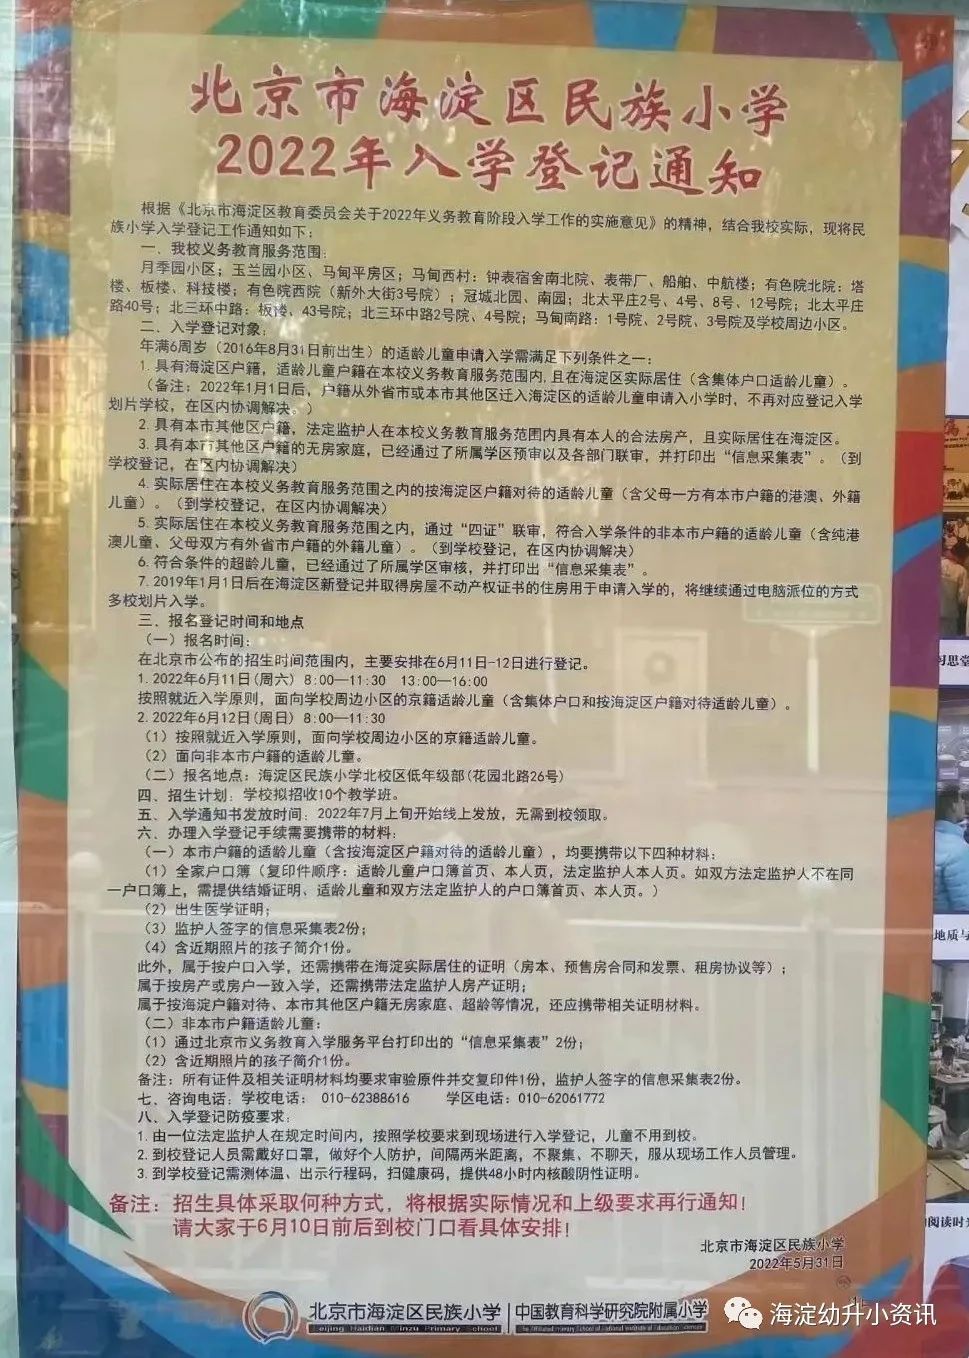 北京市海淀区民族小学
2022年入学登记通知
根据《北京市海淀区教育委员会关于2022年义务教育阶段入学工作的实施意见》的精神，结合我校实际，现将民
族小学入学登记工作通知如下：
一、我校义务教育服务范围：
月季园小区；玉兰园小区、马甸平房区；马甸西村：钟表宿舍南北院、表带厂、船舶、中航楼；有色院北院：塔
楼、板楼、科技楼；有色院西院（新外大街3号院）；冠城北园、南园；北太平庄2号、4号、8号、12号院；北太平庄
路40号；北三环中路：板楼、43号院；北三环中路2号院、4号院；马甸南路：1号院、2号院、3号院及学校周边小区。
二、入学登记对象：
年满6周岁（2016年8月31日前出生）的适龄儿童申请入学需满足下列条件之一：
1.具有海淀区户籍，适龄儿童户籍在本校义务教育服务范围内,且在海淀区实际居住（含集体户口适龄儿童）。
（备注：2022年1月1日后，户籍从外省市或本市其他区迁入海淀区的适龄儿童申请入小学时，不再对应登记入学
划片学校，在区内协调解决。）
2.具有本市其他区户籍，法定监护人在本校义务教育服务范围内具有本人的合法房产，且实际居住在海淀区。
3.具有本市其他区户籍的无房家庭，已经通过了所属学区预审以及各部门联审，并打印出“信息采集表”。（到
学校登记，在区内协调解决）
4.实际居住在本校义务教育服务范围之内的按海淀区户籍对待的适龄儿童（含父母一方有本市户籍的港澳、外籍
儿童）。（到学校登记，在区内协调解决）
5.实际居住在本校义务教育服务范围之内，通过“四证”联审，符合入学条件的非本市户籍的适龄儿童（含纯港
澳儿童、父母双方有外省市户籍的外籍儿童）。（到学校登记，在区内协调解决）
6.符合条件的超龄儿童，已经通过了所属学区审核，并打印出“信息采集表”。
7.2019年1月1日后在海淀区新登记并取得房屋不动产权证书的住房用于申请入学的，将继续通过电脑派位的方式
多校划片入学。
三、报名登记时间和地点
（一）报名时间：
在北京市公布的招生时间范围内，主要安排在6月11日-12日进行登记。
1.2022年6月11日(周六) 8:00—11:30 13:00—16:00
按照就近入学原则，面向学校周边小区的京籍适龄儿童（含集体户口和按海淀区户籍对待适龄儿童）。
2.2022年6月12日(周日) 8:00—11:30
（1）按照就近入学原则，面向学校周边小区的京籍适龄儿童。
（2）面向非本市户籍的适龄儿童。
（二）报名地点：海淀区民族小学北校区低年级部(花园北路26号)
四、招生计划：学校拟招收10个教学班。
五、入学通知书发放时间：2022年7月上旬开始线上发放，无需到校领取。
六、办理入学登记手续需要携带的材料：
（一）本市户籍的适龄儿童（含按海淀区户籍对待的适龄儿童），均要携带以下四种材料：
（1）全家户口簿（复印件顺序：适龄儿童户口簿首页、本人页，法定监护人本人页。如双方法定监护人不在同
一户口簿上，需提供结婚证明、适龄儿童和双方法定监护人的户口簿首页、本人页。）
（2）出生医学证明；
（3）监护人签字的信息采集表2份；
（4）含近期照片的孩子简介1份。
此外，属于按户口入学，还需携带在海淀实际居住的证明（房本、预售房合同和发票、租房协议等）；
属于按房产或房户一致入学，还需携带法定监护人房产证明；
属于按海淀户籍对待、本市其他区户籍无房家庭、超龄等情况，还应携带相关证明材料。
（二）非本市户籍适龄儿童：
（1）通过北京市义务教育入学服务平台打印出的“信息采集表”2份；
（2）含近期照片的孩子简介1份。
备注：所有证件及相关证明材料均要求审验原件并交复印件1份，监护人签字的信息采集表2份。
七、咨询电话：学校电话： 010-62388616 学区电话：010-62061772
八、入学登记防疫要求：
1.由一位法定监护人在规定时间内，按照学校要求到现场进行入学登记，儿童不用到校。
2.到校登记人员需戴好口罩，做好个人防护，间隔两米距离，不聚集、不聊天，服从现场工作人员管理。
3.到学校登记需测体温、出示行程码，扫健康码，提供48小时内核酸阴性证明。
备注：招生具体采取何种方式，将根据实际情况和上级要求再行通知！
请大家于6月10日前后到校门口看具体安排！
北京市海淀区民族小学
2022年5月31日
北京市海淀区民族小学
Beijing Haidian Minzu Primary School
中国教育科学研究院附属小学
海淀幼升小资讯
习思堂
地质与
阅读时光